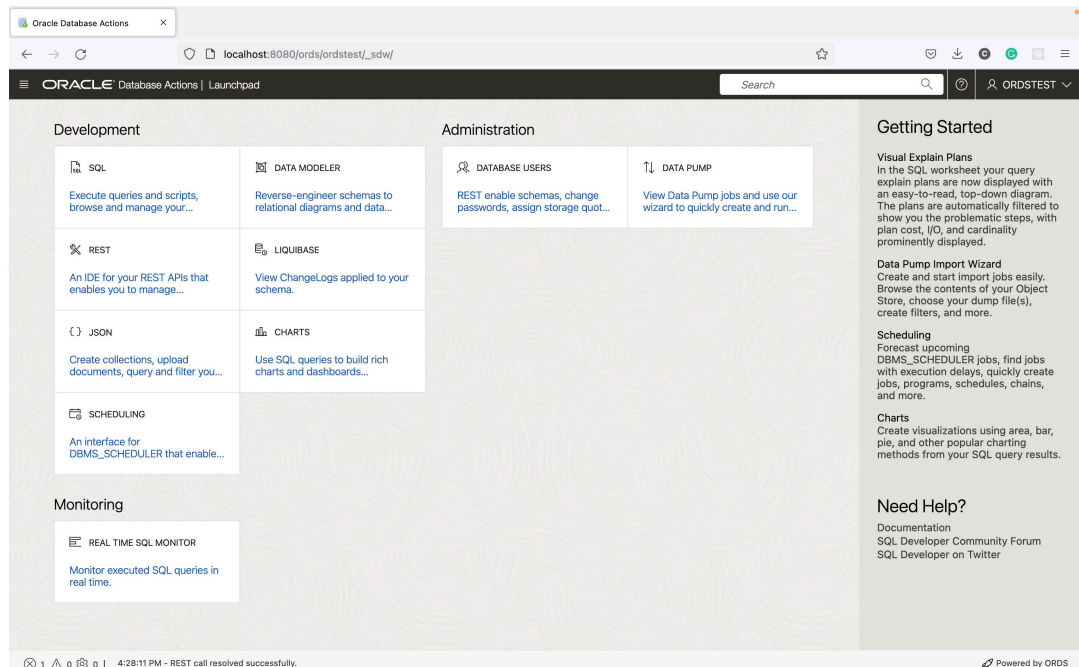 Oracle Database Actions
localhost:8080/ords/ordstest/_sdw/
ORACLE Database Actions | Launchpad
Search
ORDSTEST
Development
SQL
Execute queries and scripts,
browse and manage your...
DATA MODELER
Reverse-engineer schemas to
relational diagrams and data...
REST
An IDE for your REST APIs that
enables you to manage...
LIQUIBASE
View ChangeLogs applied to your
schema.
{} JSON
Create collections, upload
documents, query and filter you...
CHARTS
Use SQL queries to build rich
charts and dashboards...
SCHEDULING
An interface for
DBMS_SCHEDULER that enable...
Monitoring
REAL TIME SQL MONITOR
Monitor executed SQL queries in
real time.
Administration
DATABASE USERS
REST enable schemas, change
passwords, assign storage quot...
DATA PUMP
View Data Pump jobs and use our
wizard to quickly create and run...
Getting Started
Visual Explain Plans
In the SQL worksheet your query
explain plans are now displayed with
an easy-to-read, top-down diagram.
The plans are automatically filtered to
show you the problematic steps, with
plan cost, I/O, and cardinality
prominently displayed.
Data Pump Import Wizard
Create and start import jobs easily.
Browse the contents of your Object
Store, choose your dump file(s),
create filters, and more.
Scheduling
Forecast upcoming
DBMS_SCHEDULER jobs, find jobs
with execution delays, quickly create
jobs, programs, schedules, chains,
and more.
Charts
Create visualizations using area, bar,
pie, and other popular charting
methods from your SQL query results.
Need Help?
Documentation
SQL Developer Community Forum
SQL Developer on Twitter
1 0 0 | 4:28:11 PM - REST call resolved successfully.
Powered by ORDS